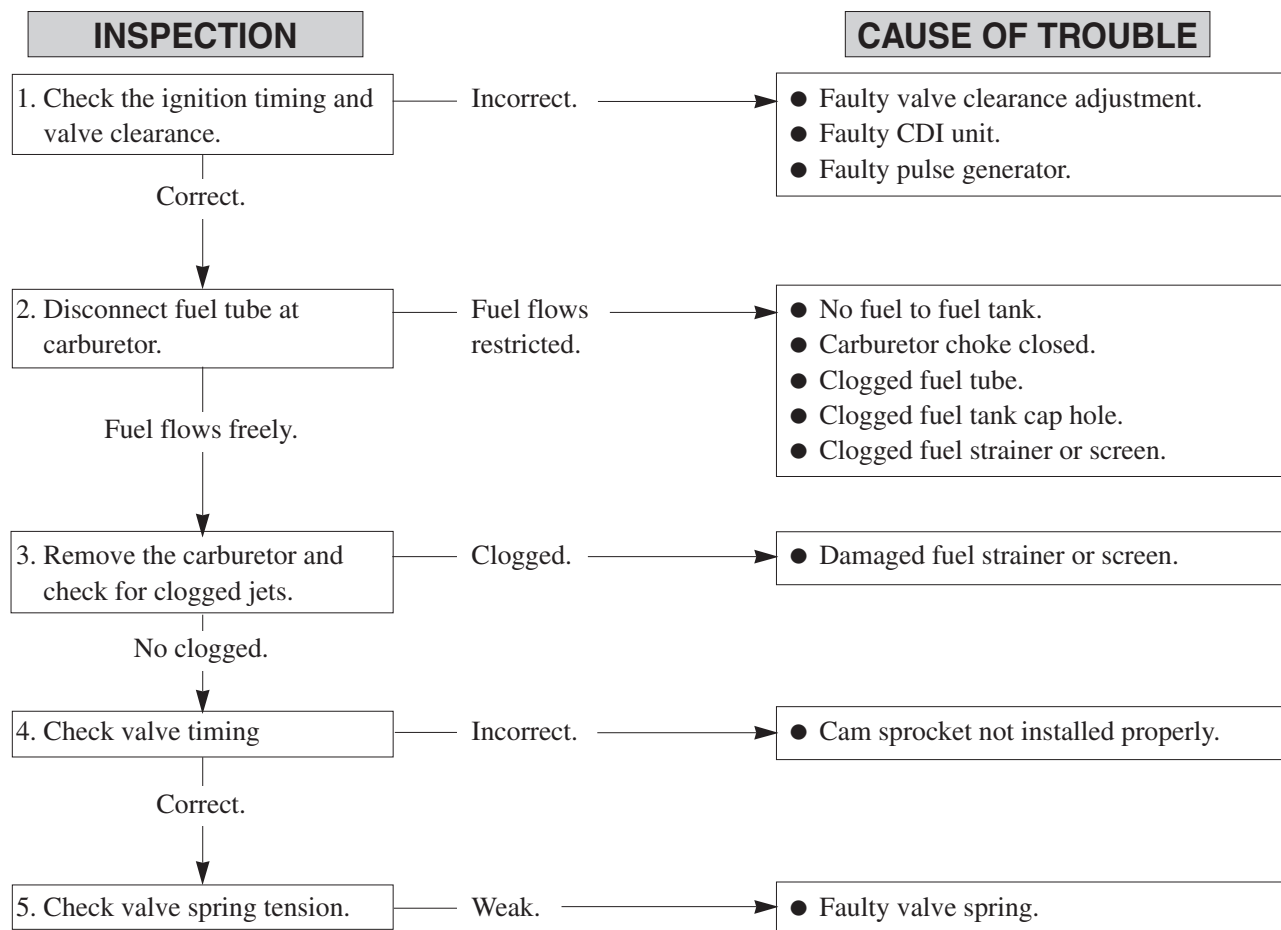 INSPECTION
CAUSE OF TROUBLE
1. Check the ignition timing and
valve clearance.
Incorrect.
● Faulty valve clearance adjustment.
● Faulty CDI unit.
● Faulty pulse generator.
Correct.
2. Disconnect fuel tube at
carburetor.
Fuel flows
restricted.
● No fuel to fuel tank.
● Carburetor choke closed.
● Clogged fuel tube.
● Clogged fuel tank cap hole.
● Clogged fuel strainer or screen.
Fuel flows freely.
3. Remove the carburetor and
check for clogged jets.
Clogged.
● Damaged fuel strainer or screen.
No clogged.
4. Check valve timing
Incorrect.
● Cam sprocket not installed properly.
Correct.
5. Check valve spring tension.
Weak.
● Faulty valve spring.